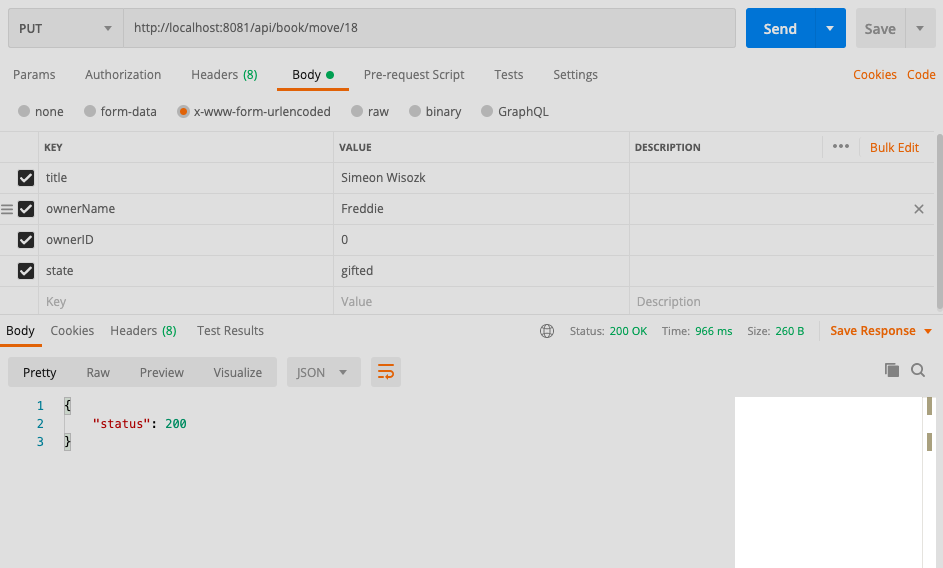 PUT http://localhost:8081/api/book/move/18 Send Save
Params Authorization Headers (8) Body Pre-request Script Tests Settings Cookies Code
none form-data x-www-form-urlencoded raw binary GraphQL
KEY VALUE DESCRIPTION ••• Bulk Edit
title Simeon Wisozk
ownerName Freddie
ownerID 0
state gifted
Key Value Description
Body Cookies Headers (8) Test Results Status: 200 OK Time: 966 ms Size: 260 B Save Response
Pretty Raw Preview Visualize JSON
1 {
2 "status": 200
3 }